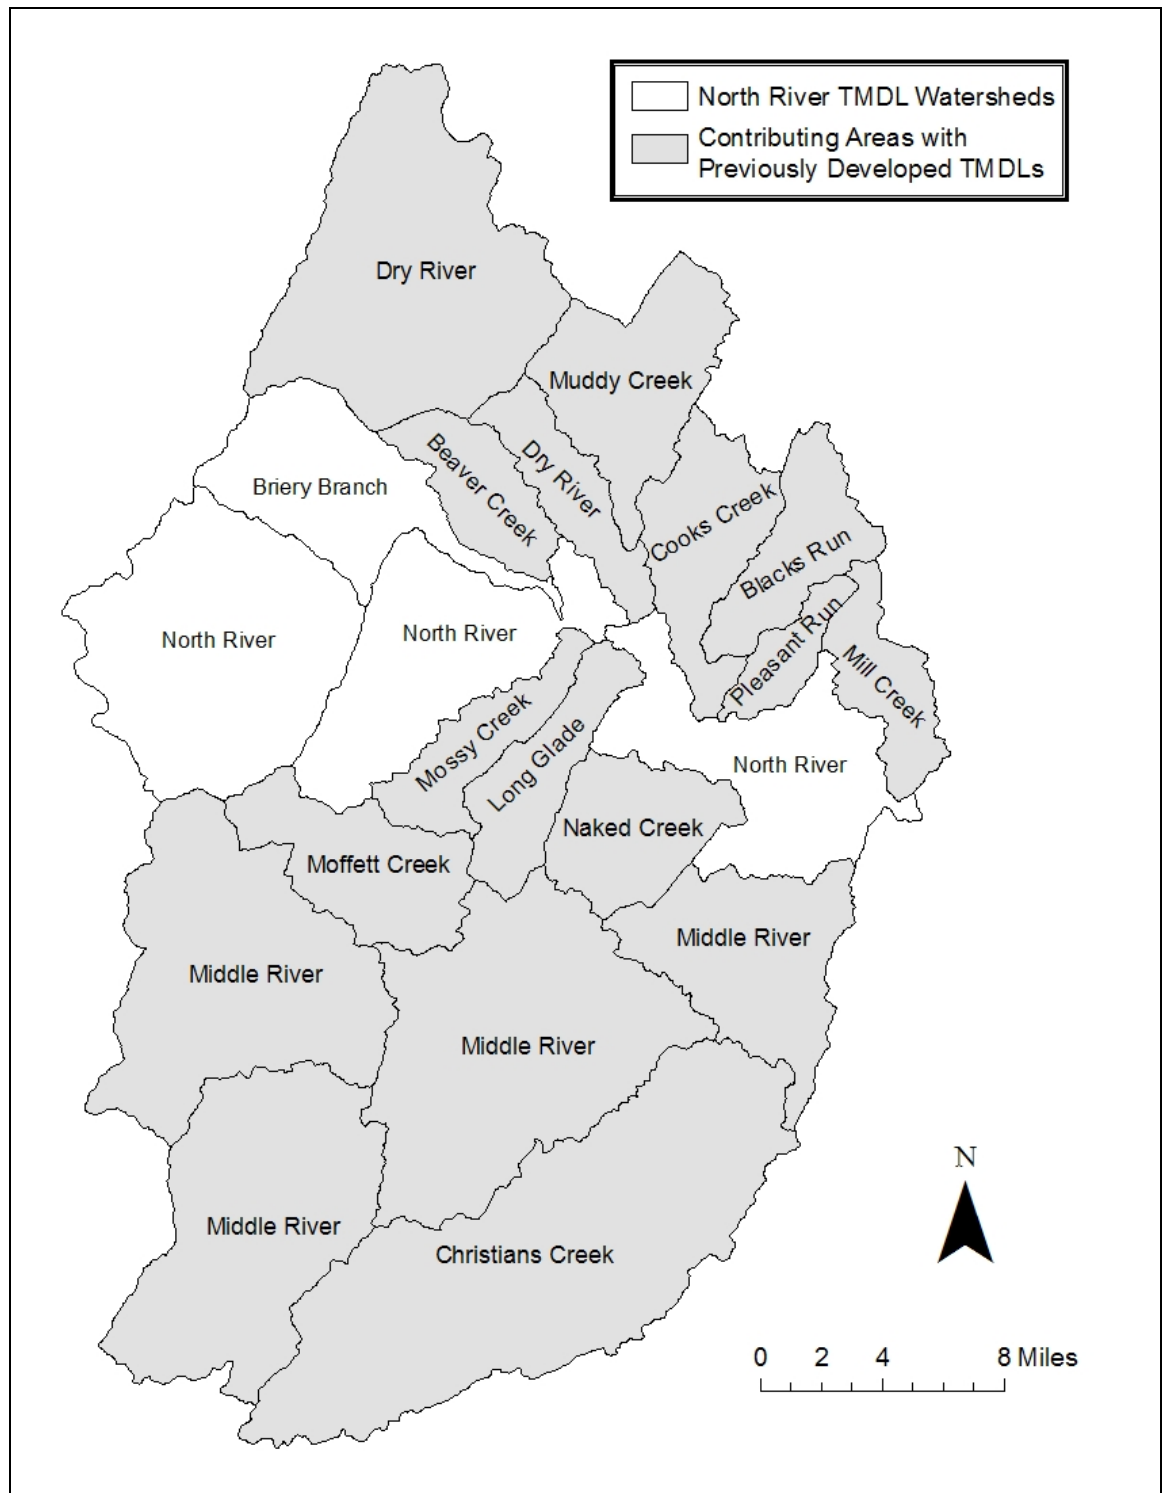 North River TMDL Watersheds
Contributing Areas with
Previously Developed TMDLs
Dry River
Muddy Creek
Beaver Creek
Dry River
Briery Branch
Cooks Creek
Blacks Run
North River
North River
Pleasant Run
Mill Creek
Mossy Creek
Long Glade
North River
Naked Creek
Moffett Creek
Middle River
Middle River
Middle River
N
Middle River
Christians Creek
0 2 4 8 Miles